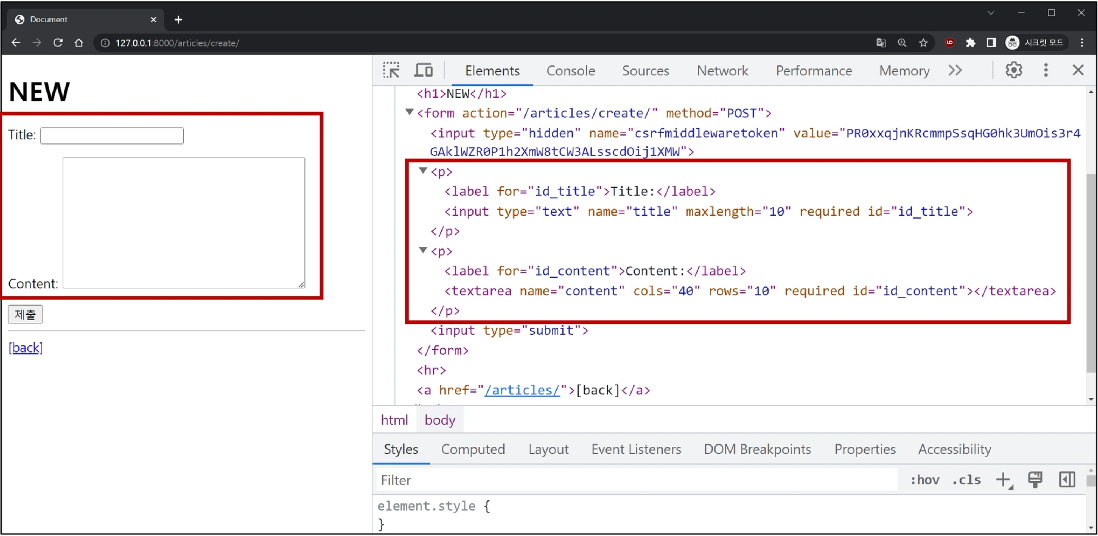 Document
127.0.0.1:8000/articles/create/
시크릿 모드
NEW
Title:
Content:
제출
[back]
Elements
Console
Sources
Network
Performance
Memory
<h1>NEW</h1>
<form action="/articles/create/" method="POST">
<input type="hidden" name="csrfmiddlewaretoken" value="PR0xxqjnKRcmmpSsqHG0hk3UmOis3r4
GAklWZR0P1h2XmW8tCW3ALsscdOij1XMW">
<p>
<label for="id_title">Title:</label>
<input type="text" name="title" maxlength="10" required id="id_title">
</p>
<p>
<label for="id_content">Content:</label>
<textarea name="content" cols="40" rows="10" required id="id_content"></textarea>
</p>
<input type="submit">
</form>
<hr>
<a href="/articles/">[back]</a>
html body
Styles
Computed
Layout
Event Listeners
DOM Breakpoints
Properties
Accessibility
Filter
:hov .cls
element.style {
}